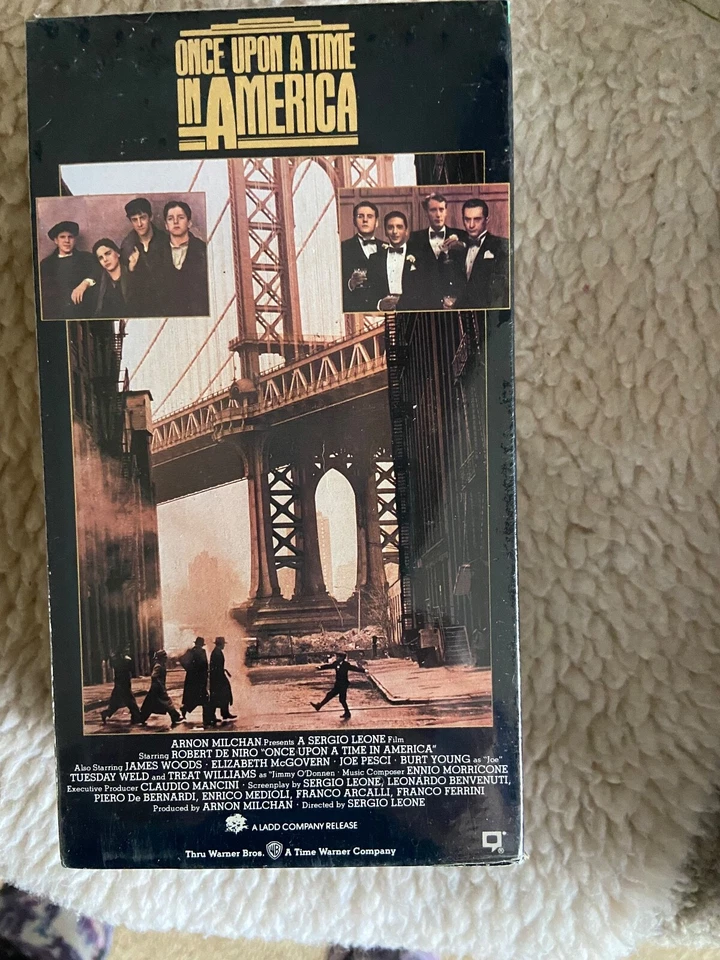 ONCE UPON A TIME
IN AMERICA
ARNON MILCHAN Presents A SERGIO LEONE Film
Starring ROBERT DE NIRO "ONCE UPON A TIME IN AMERICA"
Also Starring JAMES WOODS · ELIZABETH McGOVERN · JOE PESCI · BURT YOUNG as "Joe"
TUESDAY WELD and TREAT WILLIAMS as "Jimmy O'Donnen · Music Composer ENNIO MORRICONE
Executive Producer CLAUDIO MANCINI · Screenplay by SERGIO LEONE, LEONARDO BENVENUTI,
PIERO De BERNARDI, ENRICO MEDIOLI, FRANCO ARCALLI, FRANCO FERRINI
Produced by ARNON MILCHAN · Directed by SERGIO LEONE
A LADD COMPANY RELEASE
Thru Warner Bros. WB A Time Warner Company